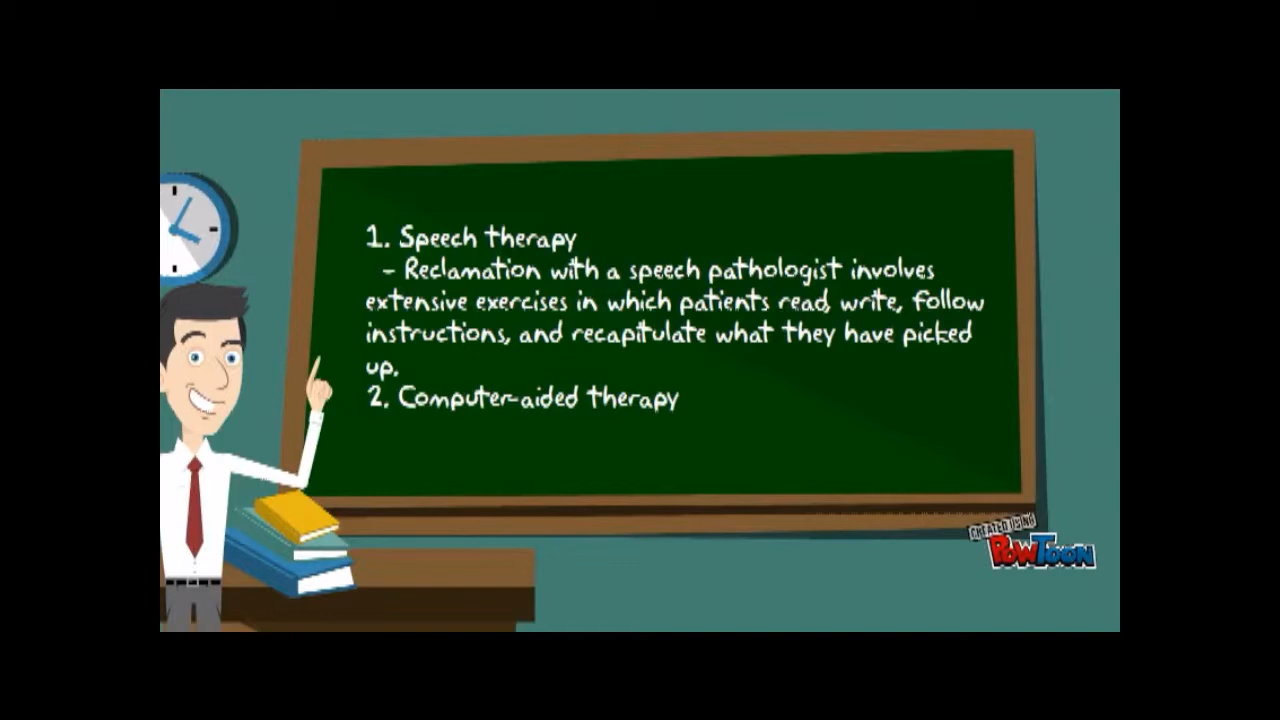 1. Speech therapy
- Reclamation with a speech pathologist involves
extensive exercises in which patients read, write, follow
instructions, and recapitulate what they have picked
up.
2. Computer-aided therapy
CREATED USING
POWTOON